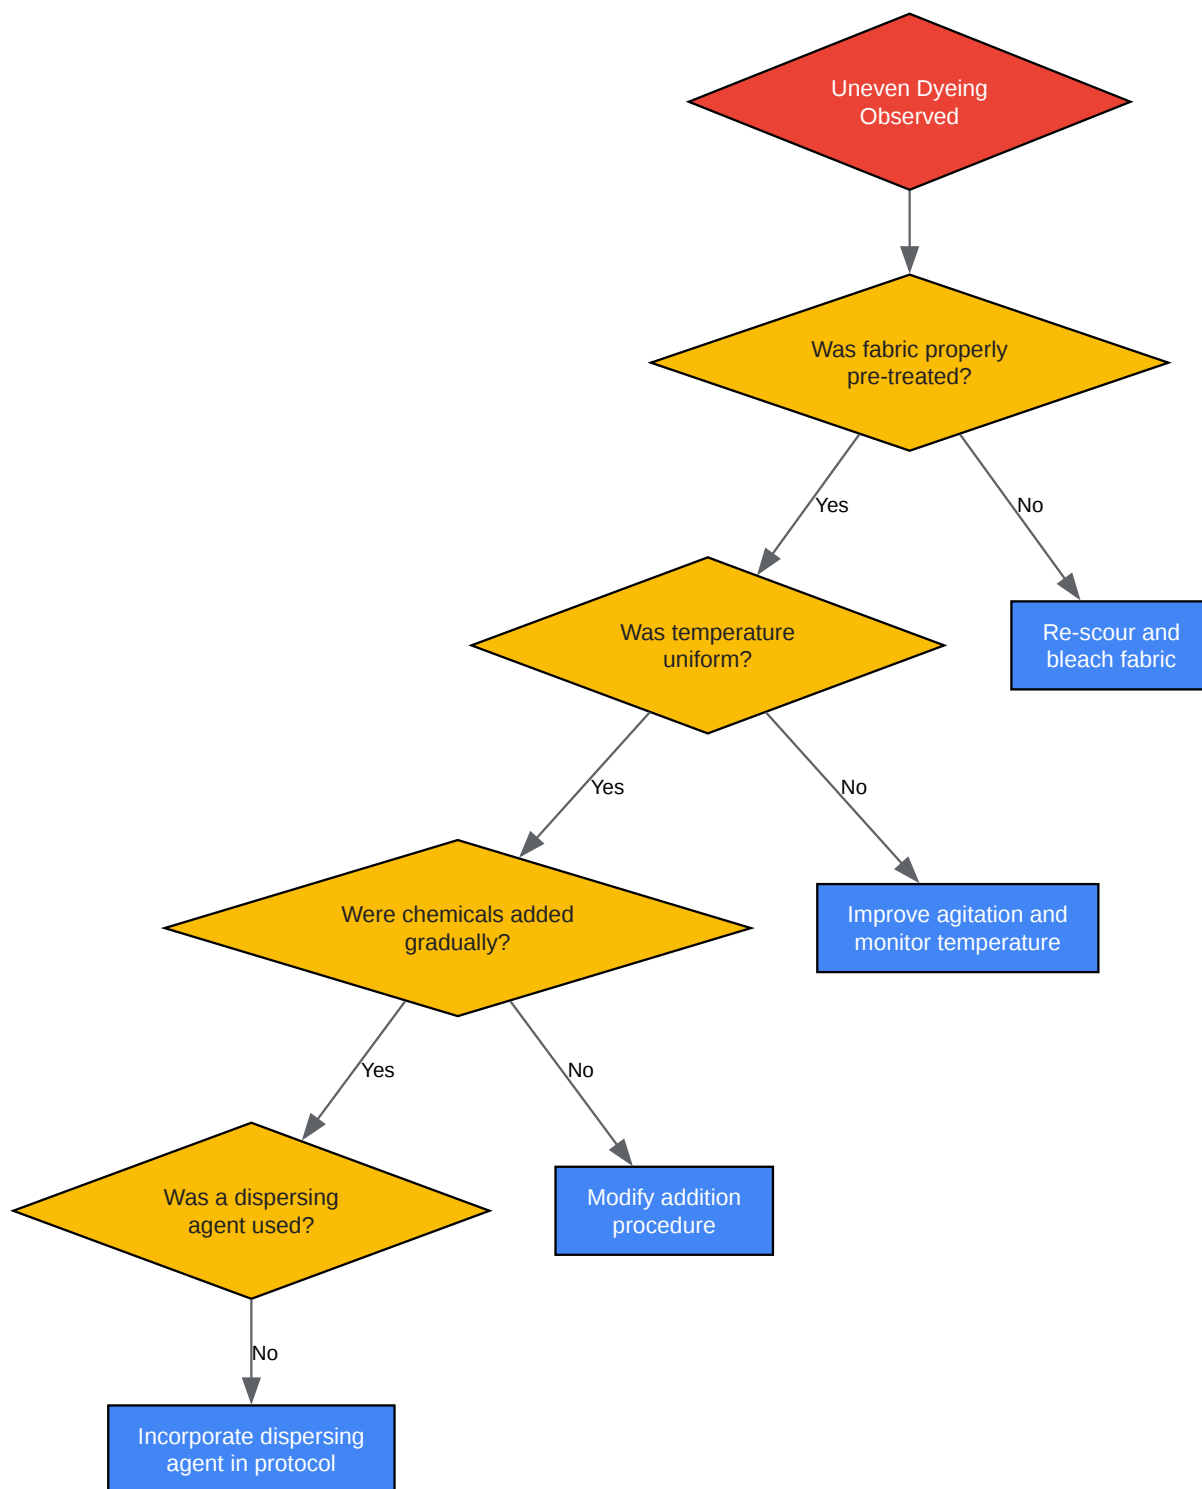 Uneven Dyeing
Observed
Was fabric properly
pre-treated?
Yes
No
Was temperature
uniform?
Re-scour and
bleach fabric
Yes
No
Were chemicals added
gradually?
Improve agitation and
monitor temperature
Yes
No
Was a dispersing
agent used?
Modify addition
procedure
No
Incorporate dispersing
agent in protocol